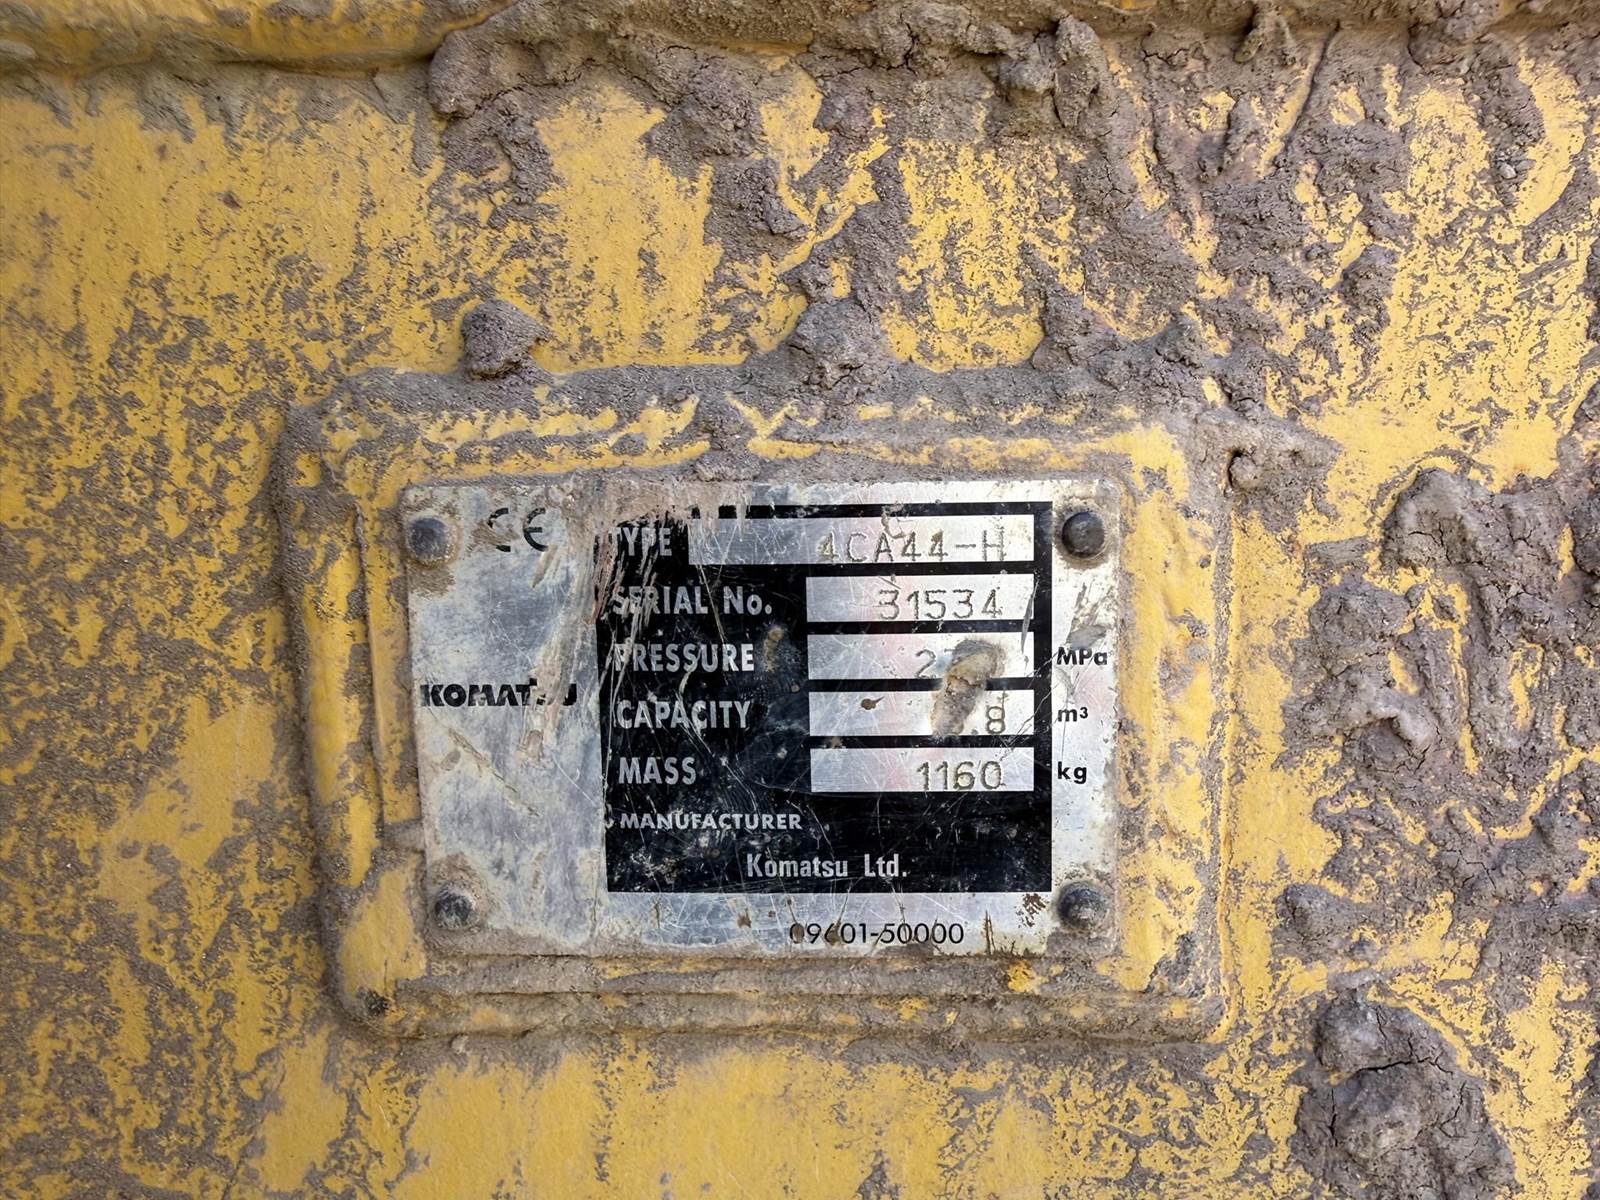 CE
TYPE 4CA44-H
SERIAL No. 31534
PRESSURE MPa
KOMATSU
CAPACITY m³
MASS 1160 kg
MANUFACTURER
Komatsu Ltd.
09601-50000